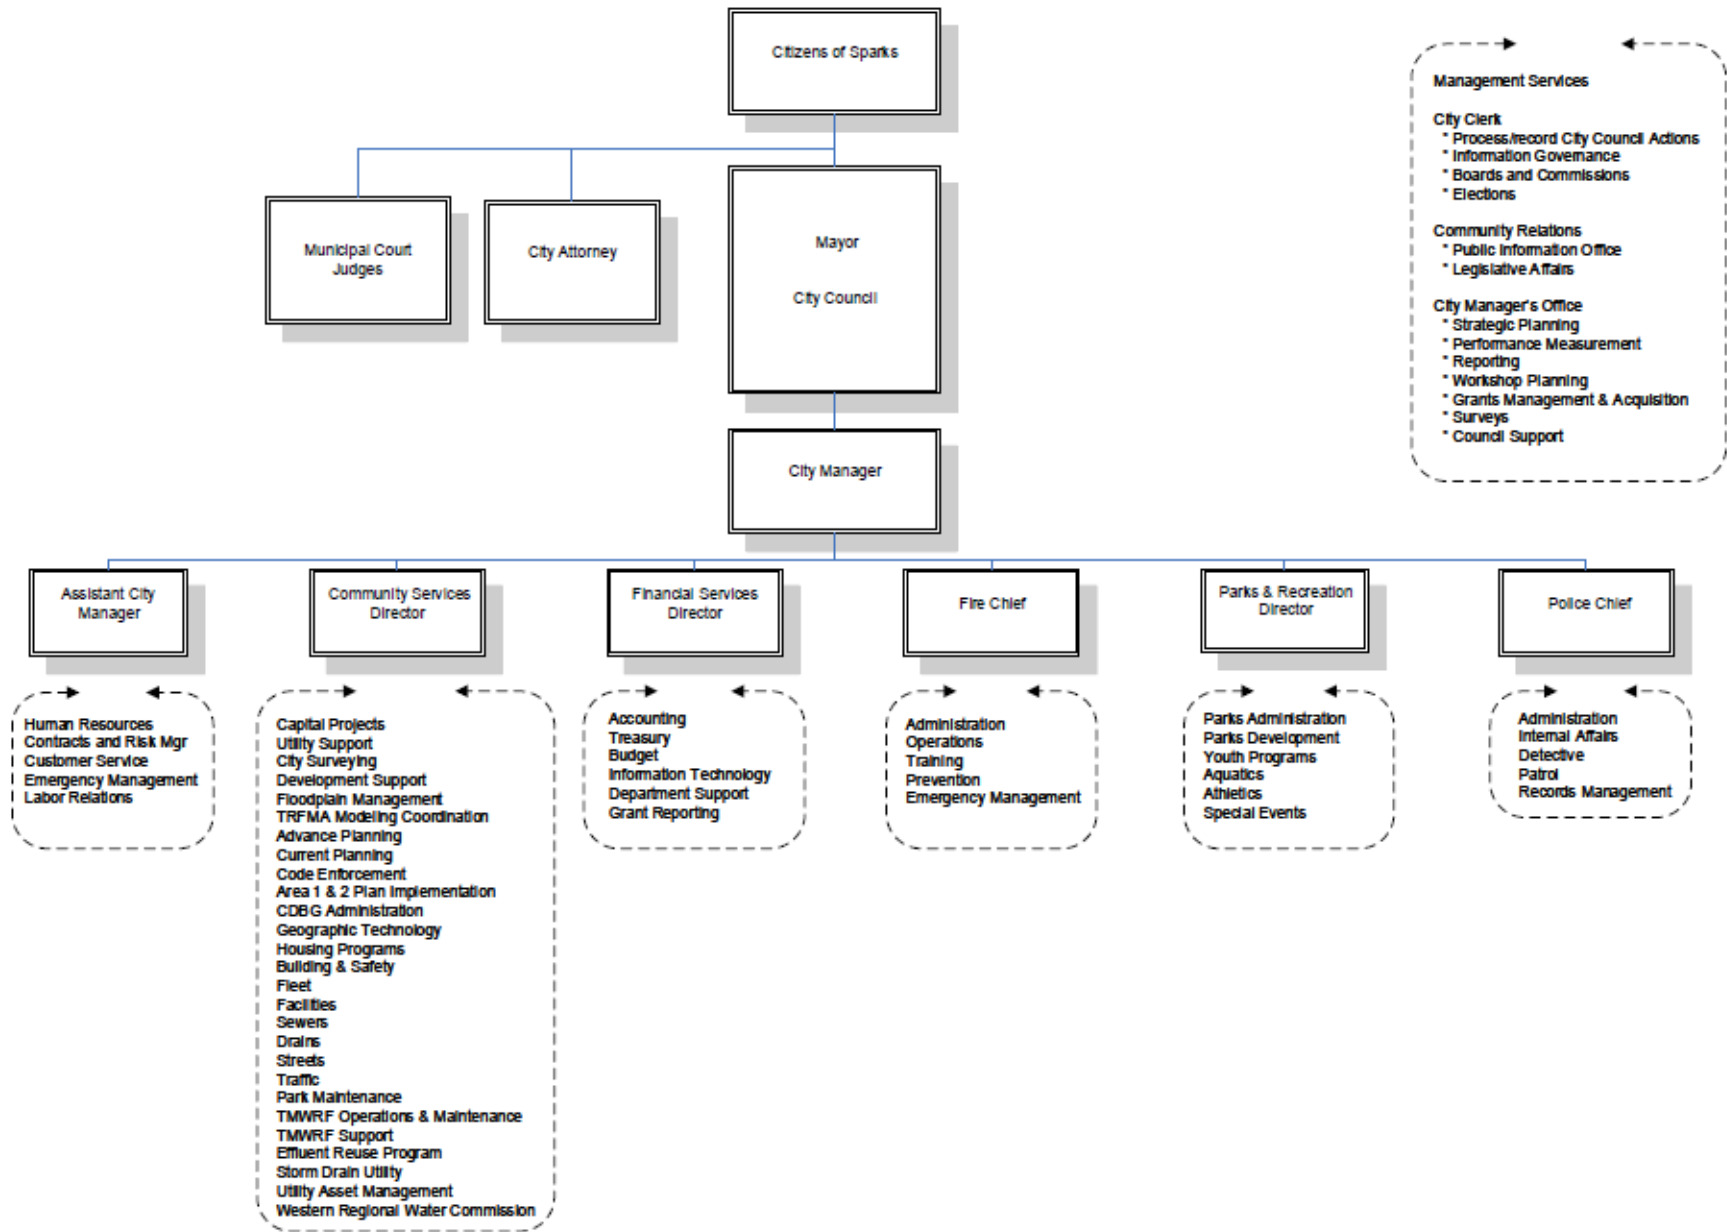 Citizens of Sparks
Municipal Court
Judges
City Attorney
Mayor
City Council
City Manager
Management Services
City Clerk
* Process/record City Council Actions
* Information Governance
* Boards and Commissions
* Elections
Community Relations
* Public Information Office
* Legislative Affairs
City Manager's Office
* Strategic Planning
* Performance Measurement
* Reporting
* Workshop Planning
* Grants Management & Acquisition
* Surveys
* Council Support
Assistant City
Manager
Human Resources
Contracts and Risk Mgr
Customer Service
Emergency Management
Labor Relations
Community Services
Director
Capital Projects
Utility Support
City Surveying
Development Support
Floodplain Management
TRFMA Modeling Coordination
Advance Planning
Current Planning
Code Enforcement
Area 1 & 2 Plan Implementation
CDBG Administration
Geographic Technology
Housing Programs
Building & Safety
Fleet
Facilities
Sewers
Drains
Streets
Traffic
Park Maintenance
TMWRF Operations & Maintenance
TMWRF Support
Effluent Reuse Program
Storm Drain Utility
Utility Asset Management
Western Regional Water Commission
Financial Services
Director
Accounting
Treasury
Budget
Information Technology
Department Support
Grant Reporting
Fire Chief
Administration
Operations
Training
Prevention
Emergency Management
Parks & Recreation
Director
Parks Administration
Parks Development
Youth Programs
Aquatics
Athletics
Special Events
Police Chief
Administration
Internal Affairs
Detective
Patrol
Records Management